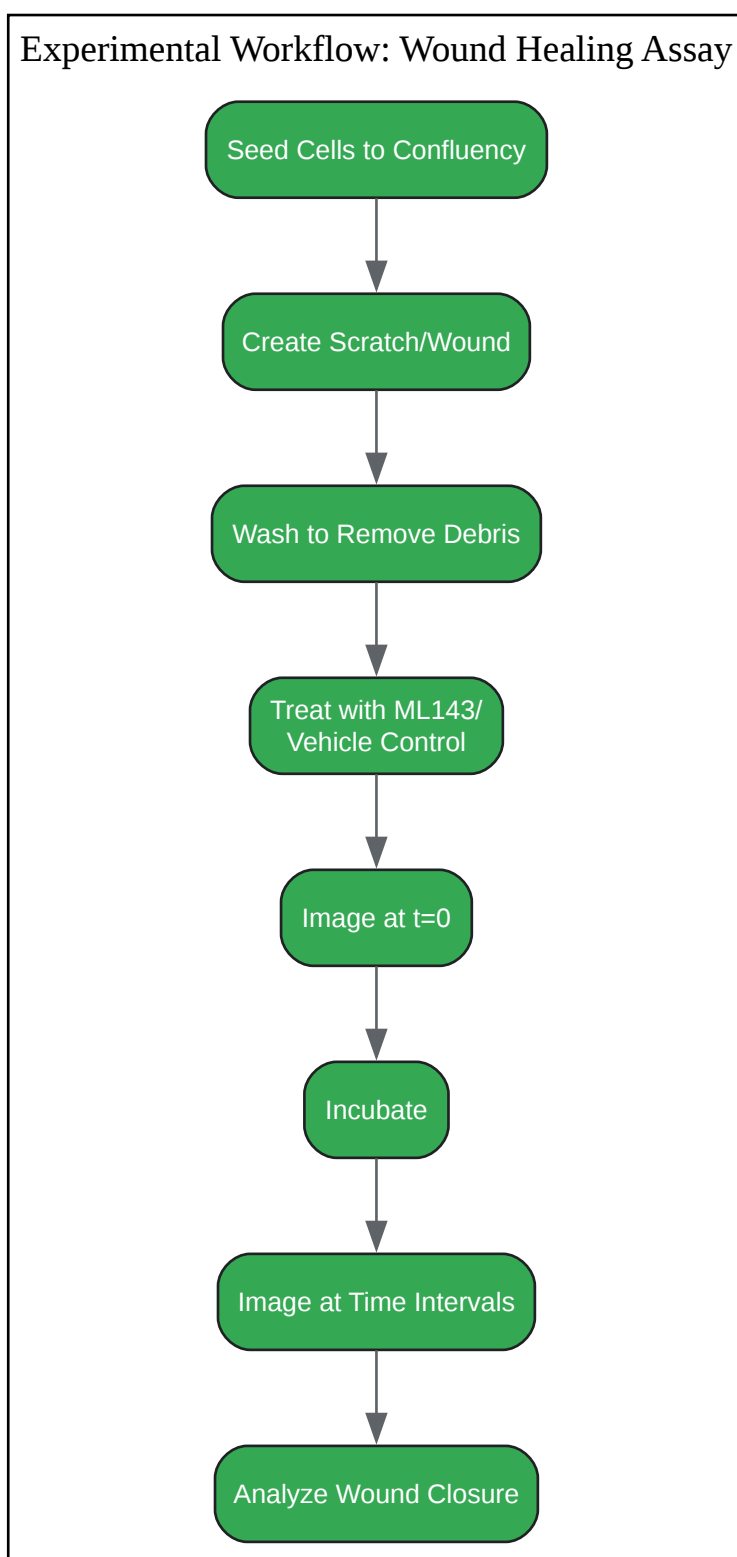 Experimental Workflow: Wound Healing Assay
Seed Cells to Confluency
Create Scratch/Wound
Wash to Remove Debris
Treat with ML143/
Vehicle Control
Image at t=0
Incubate
Image at Time Intervals
Analyze Wound Closure